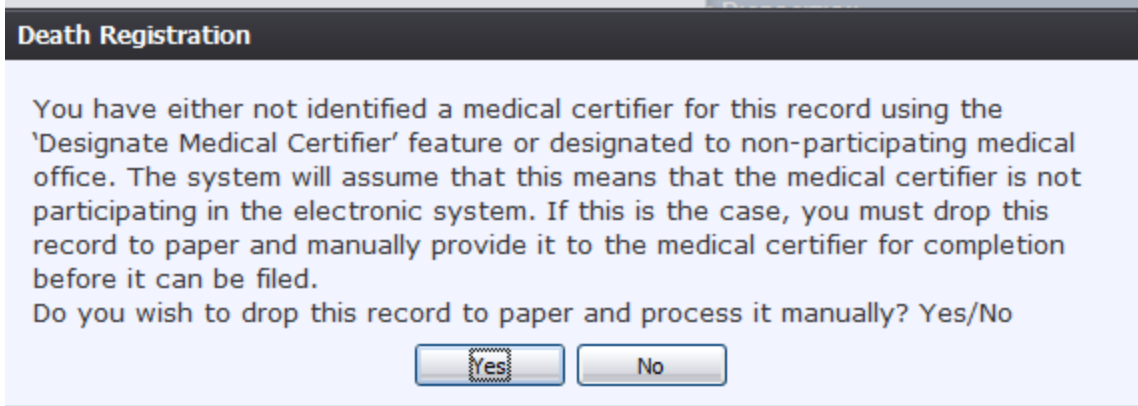 Death Registration
You have either not identified a medical certifier for this record using the
‘Designate Medical Certifier’ feature or designated to non-participating medical
office. The system will assume that this means that the medical certifier is not
participating in the electronic system. If this is the case, you must drop this
record to paper and manually provide it to the medical certifier for completion
before it can be filed.
Do you wish to drop this record to paper and process it manually? Yes/No
Yes No